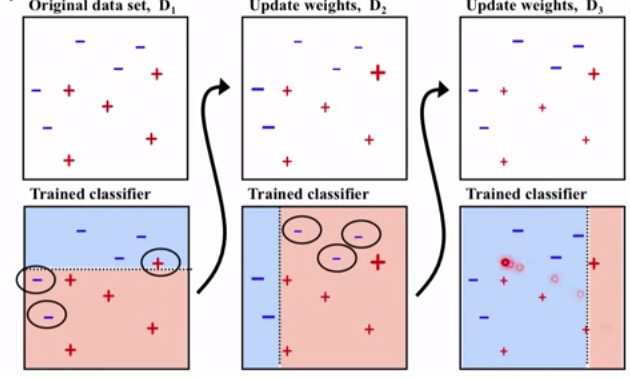 Original data set, D1
Update weights, D2
Update weights, D3
Trained classifier
Trained classifier
Trained classifier